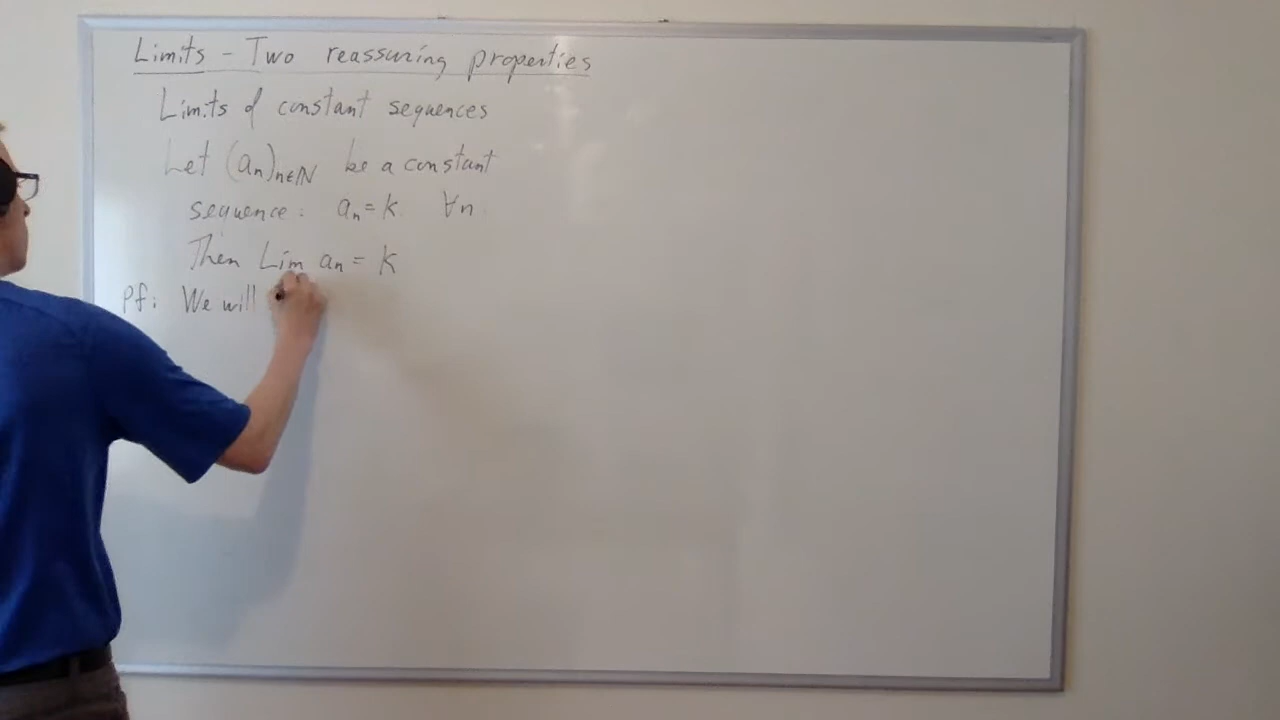 Limits - Two reassuring properties
Limits of constant sequences
Let (aₙ)ₙ∈ℕ be a constant
sequence: aₙ = k ∀n
Then Lim aₙ = k
Pf: We will